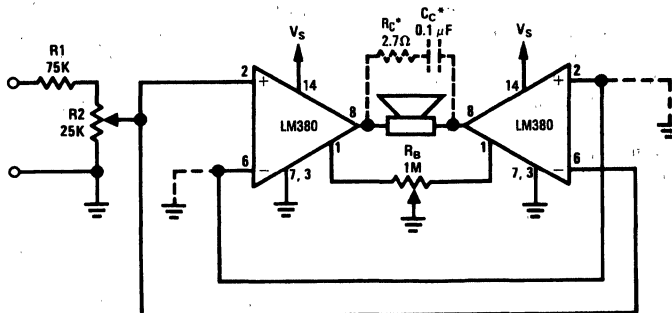 R1
75K
R2
25K
VS
14
2
+
LM380
8
1
6
−
7, 3
RC*
2.7Ω
CC*
0.1 μF
RB
1M
VS
14
2
+
LM380
8
1
6
−
7, 3